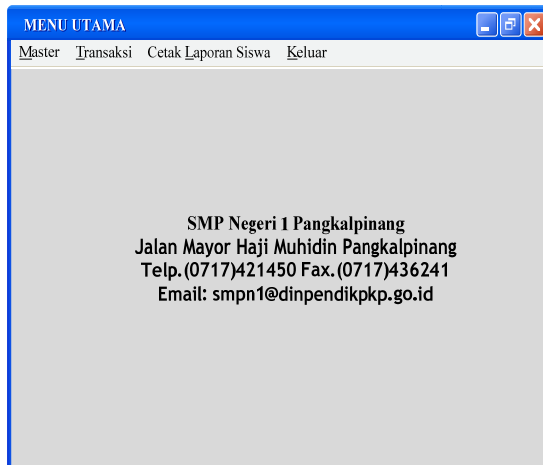 MENU UTAMA
Master Transaksi Cetak Laporan Siswa Keluar
SMP Negeri 1 Pangkalpinang
Jalan Mayor Haji Muhidin Pangkalpinang
Telp.(0717)421450 Fax.(0717)436241
Email: smpn1@dinpendikpkp.go.id